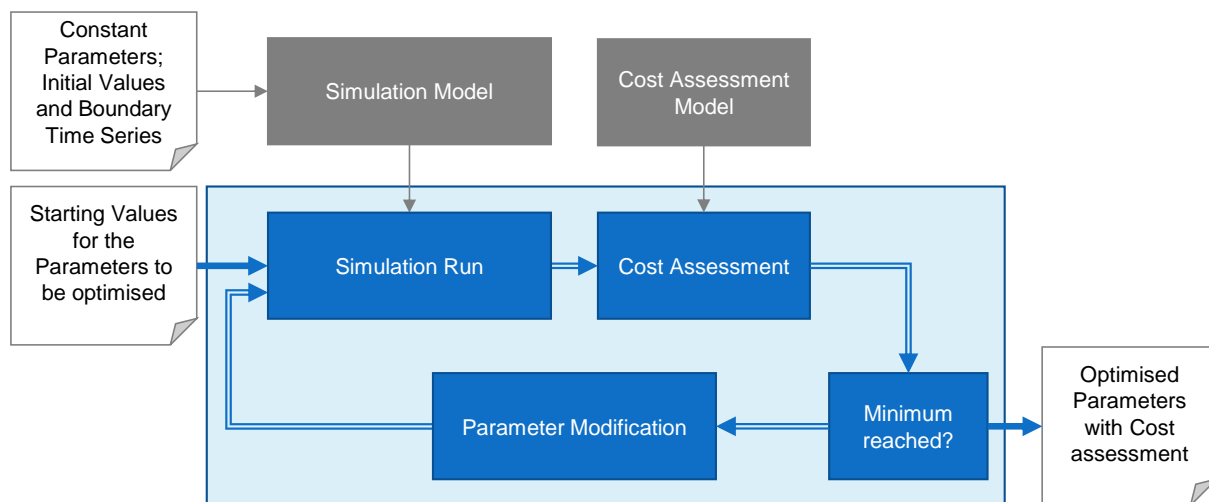 Constant
Parameters;
Initial Values
and Boundary
Time Series
Simulation Model
Cost Assessment
Model
Starting Values
for the
Parameters to
be optimised
Simulation Run
Cost Assessment
Parameter Modification
Minimum
reached?
Optimised
Parameters
with Cost
assessment